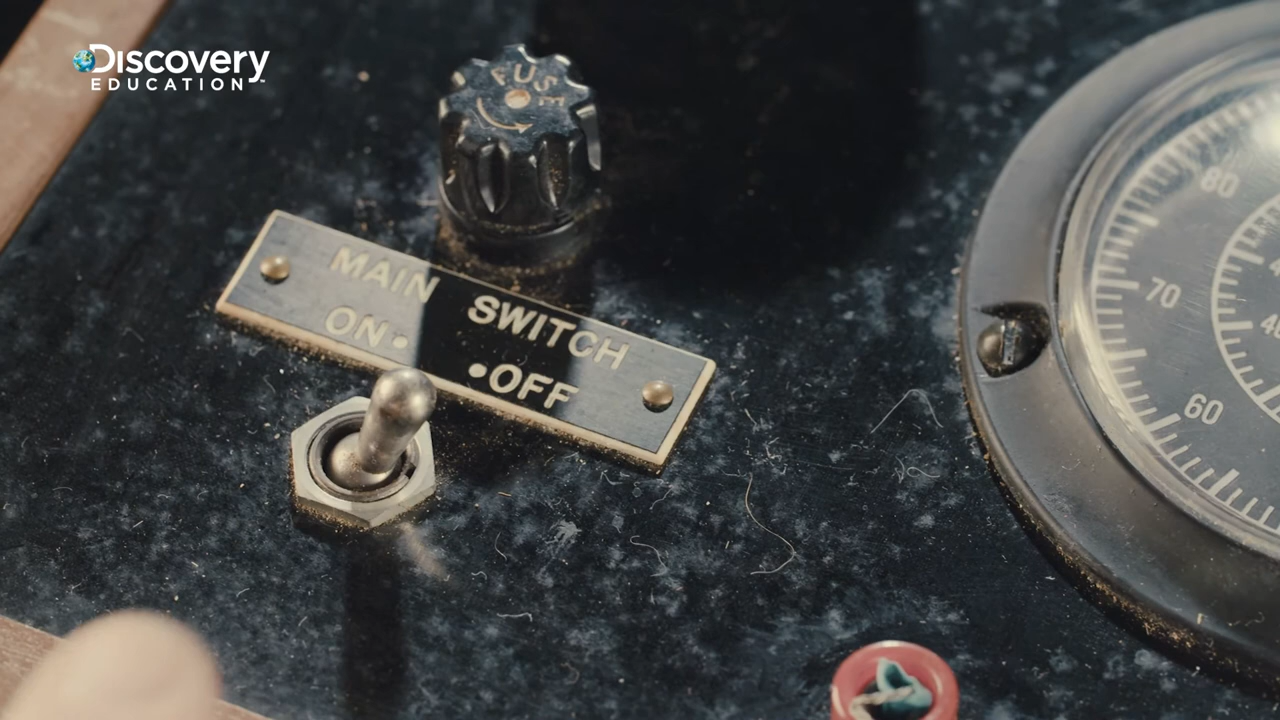 Discovery
EDUCATION
FUSE
MAIN SWITCH
ON• •OFF
80
70
60